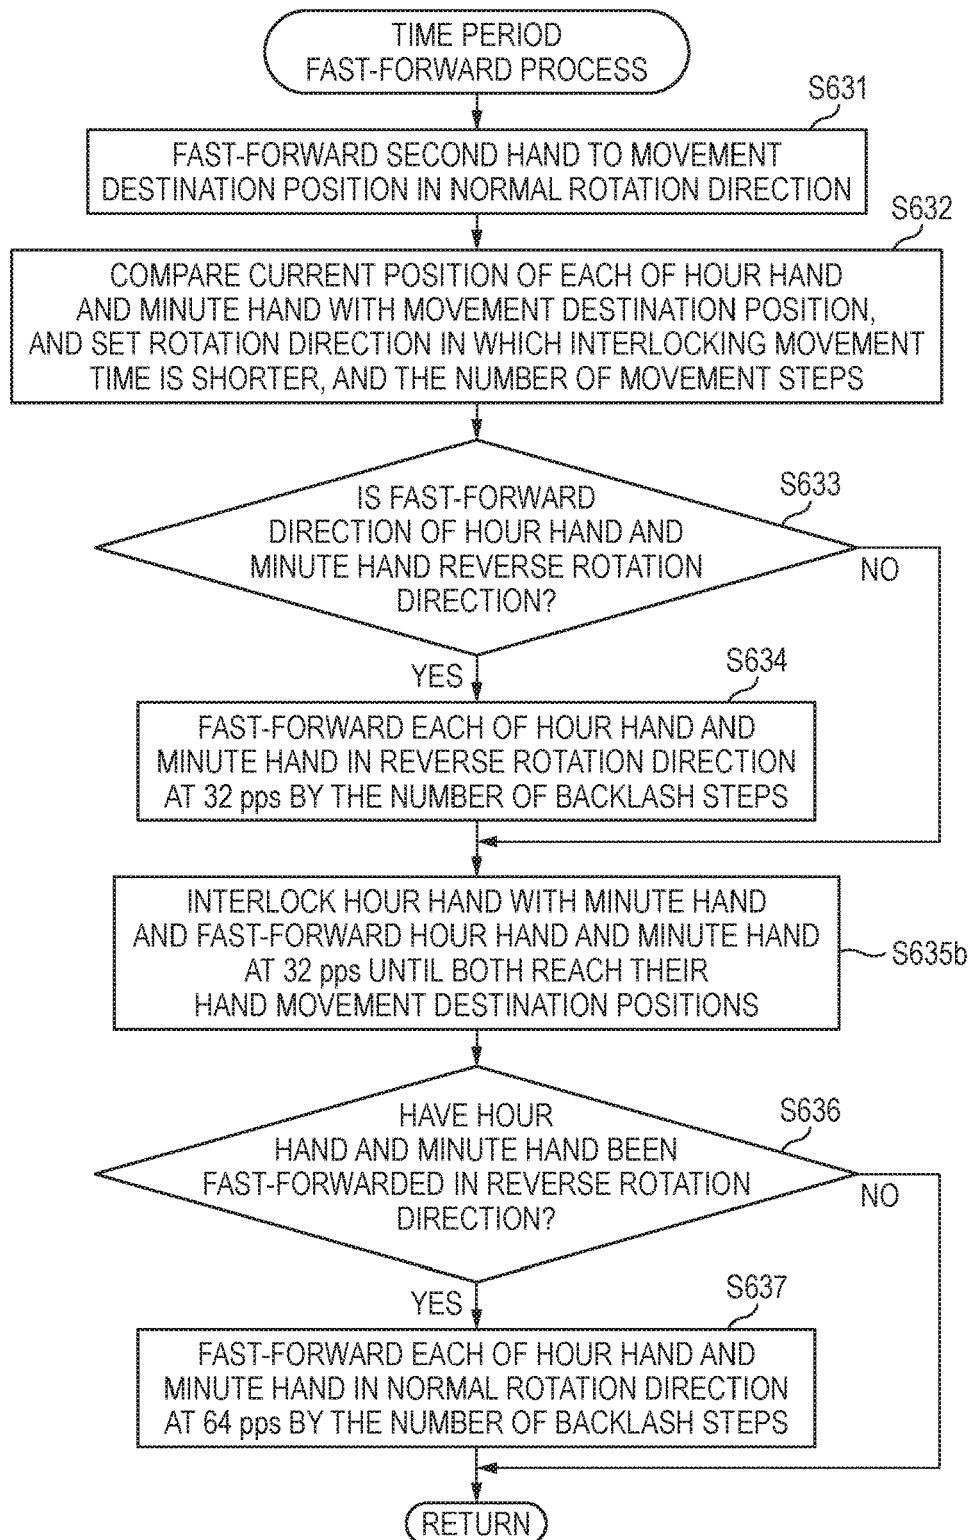 TIME PERIOD
FAST-FORWARD PROCESS
S631
FAST-FORWARD SECOND HAND TO MOVEMENT
DESTINATION POSITION IN NORMAL ROTATION DIRECTION
S632
COMPARE CURRENT POSITION OF EACH OF HOUR HAND
AND MINUTE HAND WITH MOVEMENT DESTINATION POSITION,
AND SET ROTATION DIRECTION IN WHICH INTERLOCKING MOVEMENT
TIME IS SHORTER, AND THE NUMBER OF MOVEMENT STEPS
S633
IS FAST-FORWARD
DIRECTION OF HOUR HAND AND
MINUTE HAND REVERSE ROTATION
DIRECTION?
NO
YES
S634
FAST-FORWARD EACH OF HOUR HAND AND
MINUTE HAND IN REVERSE ROTATION DIRECTION
AT 32 pps BY THE NUMBER OF BACKLASH STEPS
INTERLOCK HOUR HAND WITH MINUTE HAND
AND FAST-FORWARD HOUR HAND AND MINUTE HAND
AT 32 pps UNTIL BOTH REACH THEIR
HAND MOVEMENT DESTINATION POSITIONS
S635b
HAVE HOUR
HAND AND MINUTE HAND BEEN
FAST-FORWARDED IN REVERSE ROTATION
DIRECTION?
S636
NO
YES
S637
FAST-FORWARD EACH OF HOUR HAND AND
MINUTE HAND IN NORMAL ROTATION DIRECTION
AT 64 pps BY THE NUMBER OF BACKLASH STEPS
RETURN